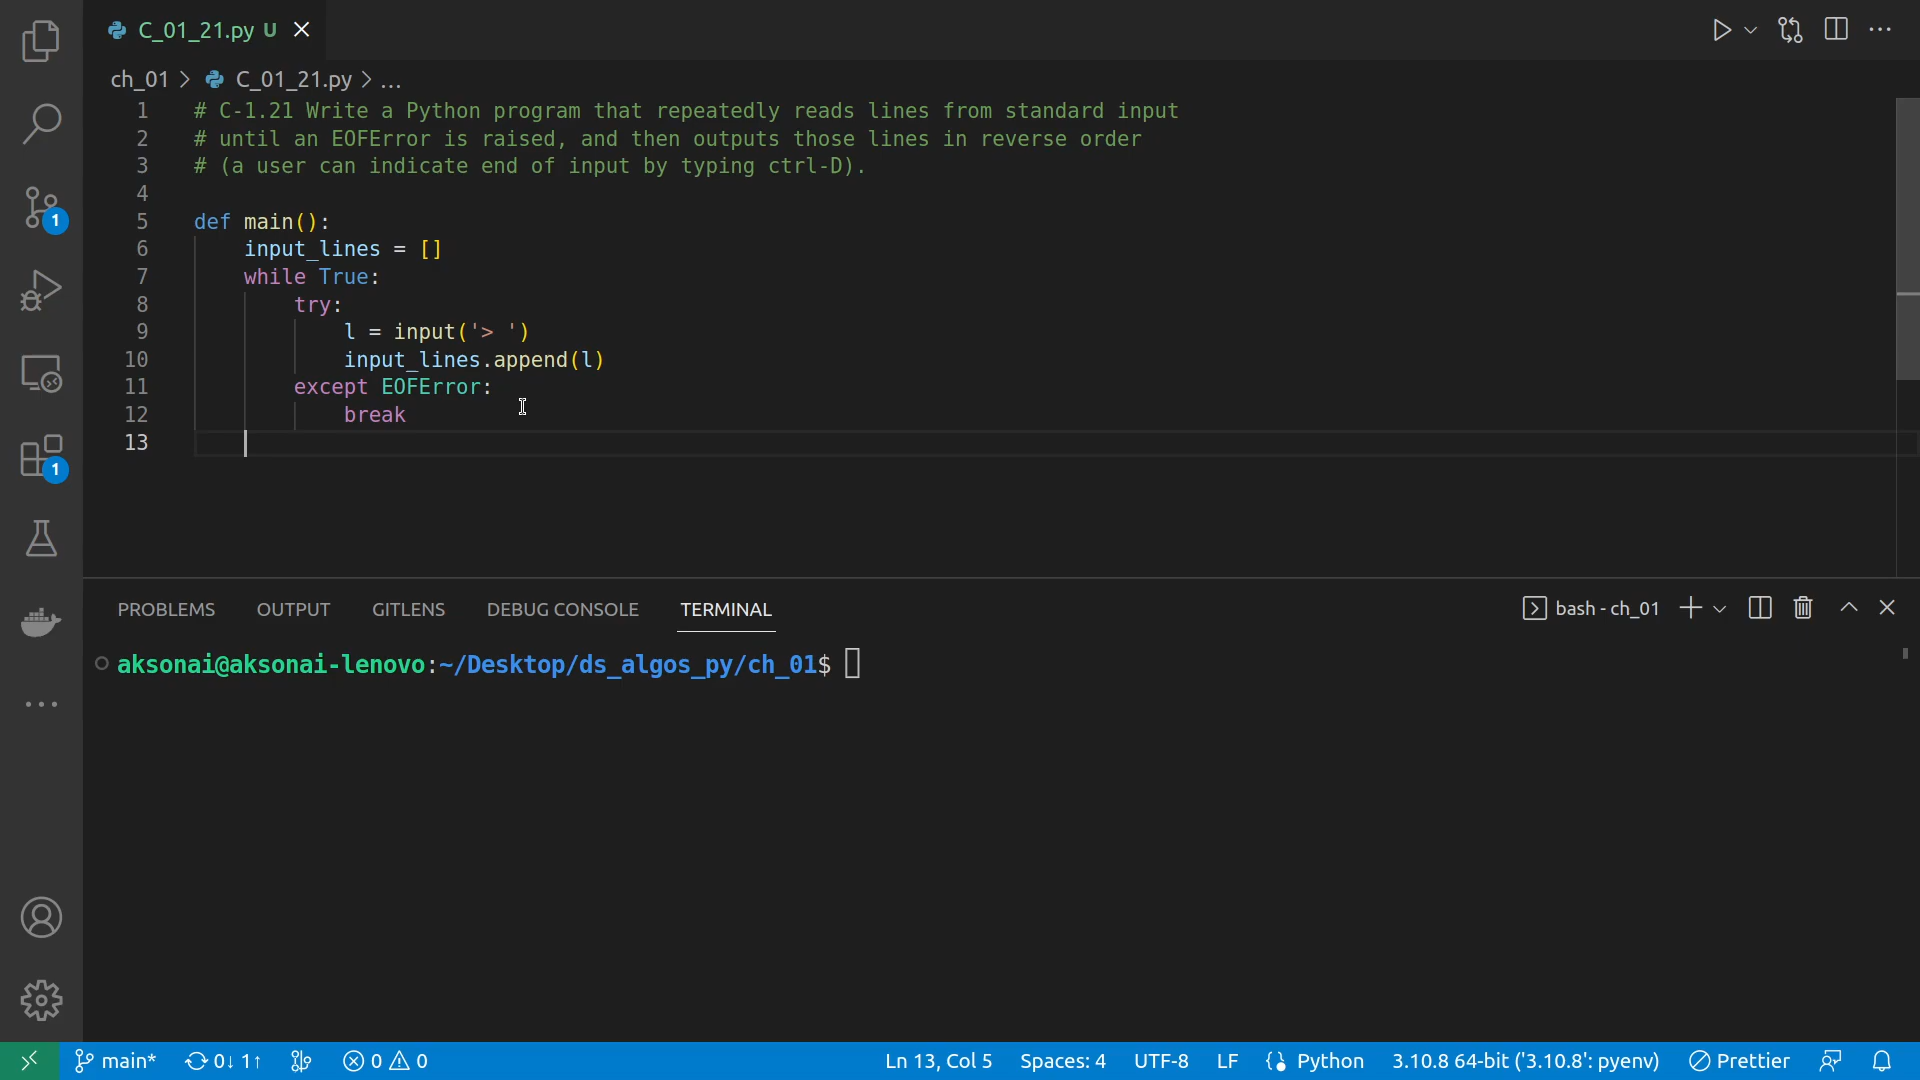 C_01_21.py U
ch_01 > C_01_21.py > ...
1 # C-1.21 Write a Python program that repeatedly reads lines from standard input
2 # until an EOFError is raised, and then outputs those lines in reverse order
3 # (a user can indicate end of input by typing ctrl-D).
4
5 def main():
6     input_lines = []
7     while True:
8         try:
9             l = input('> ')
10             input_lines.append(l)
11         except EOFError:
12             break
13
1
1
PROBLEMS OUTPUT GITLENS DEBUG CONSOLE TERMINAL bash - ch_01
aksonai@aksonai-lenovo:~/Desktop/ds_algos_py/ch_01$
main* 0↓ 1↑ 0 0 Ln 13, Col 5 Spaces: 4 UTF-8 LF Python 3.10.8 64-bit ('3.10.8': pyenv) Prettier